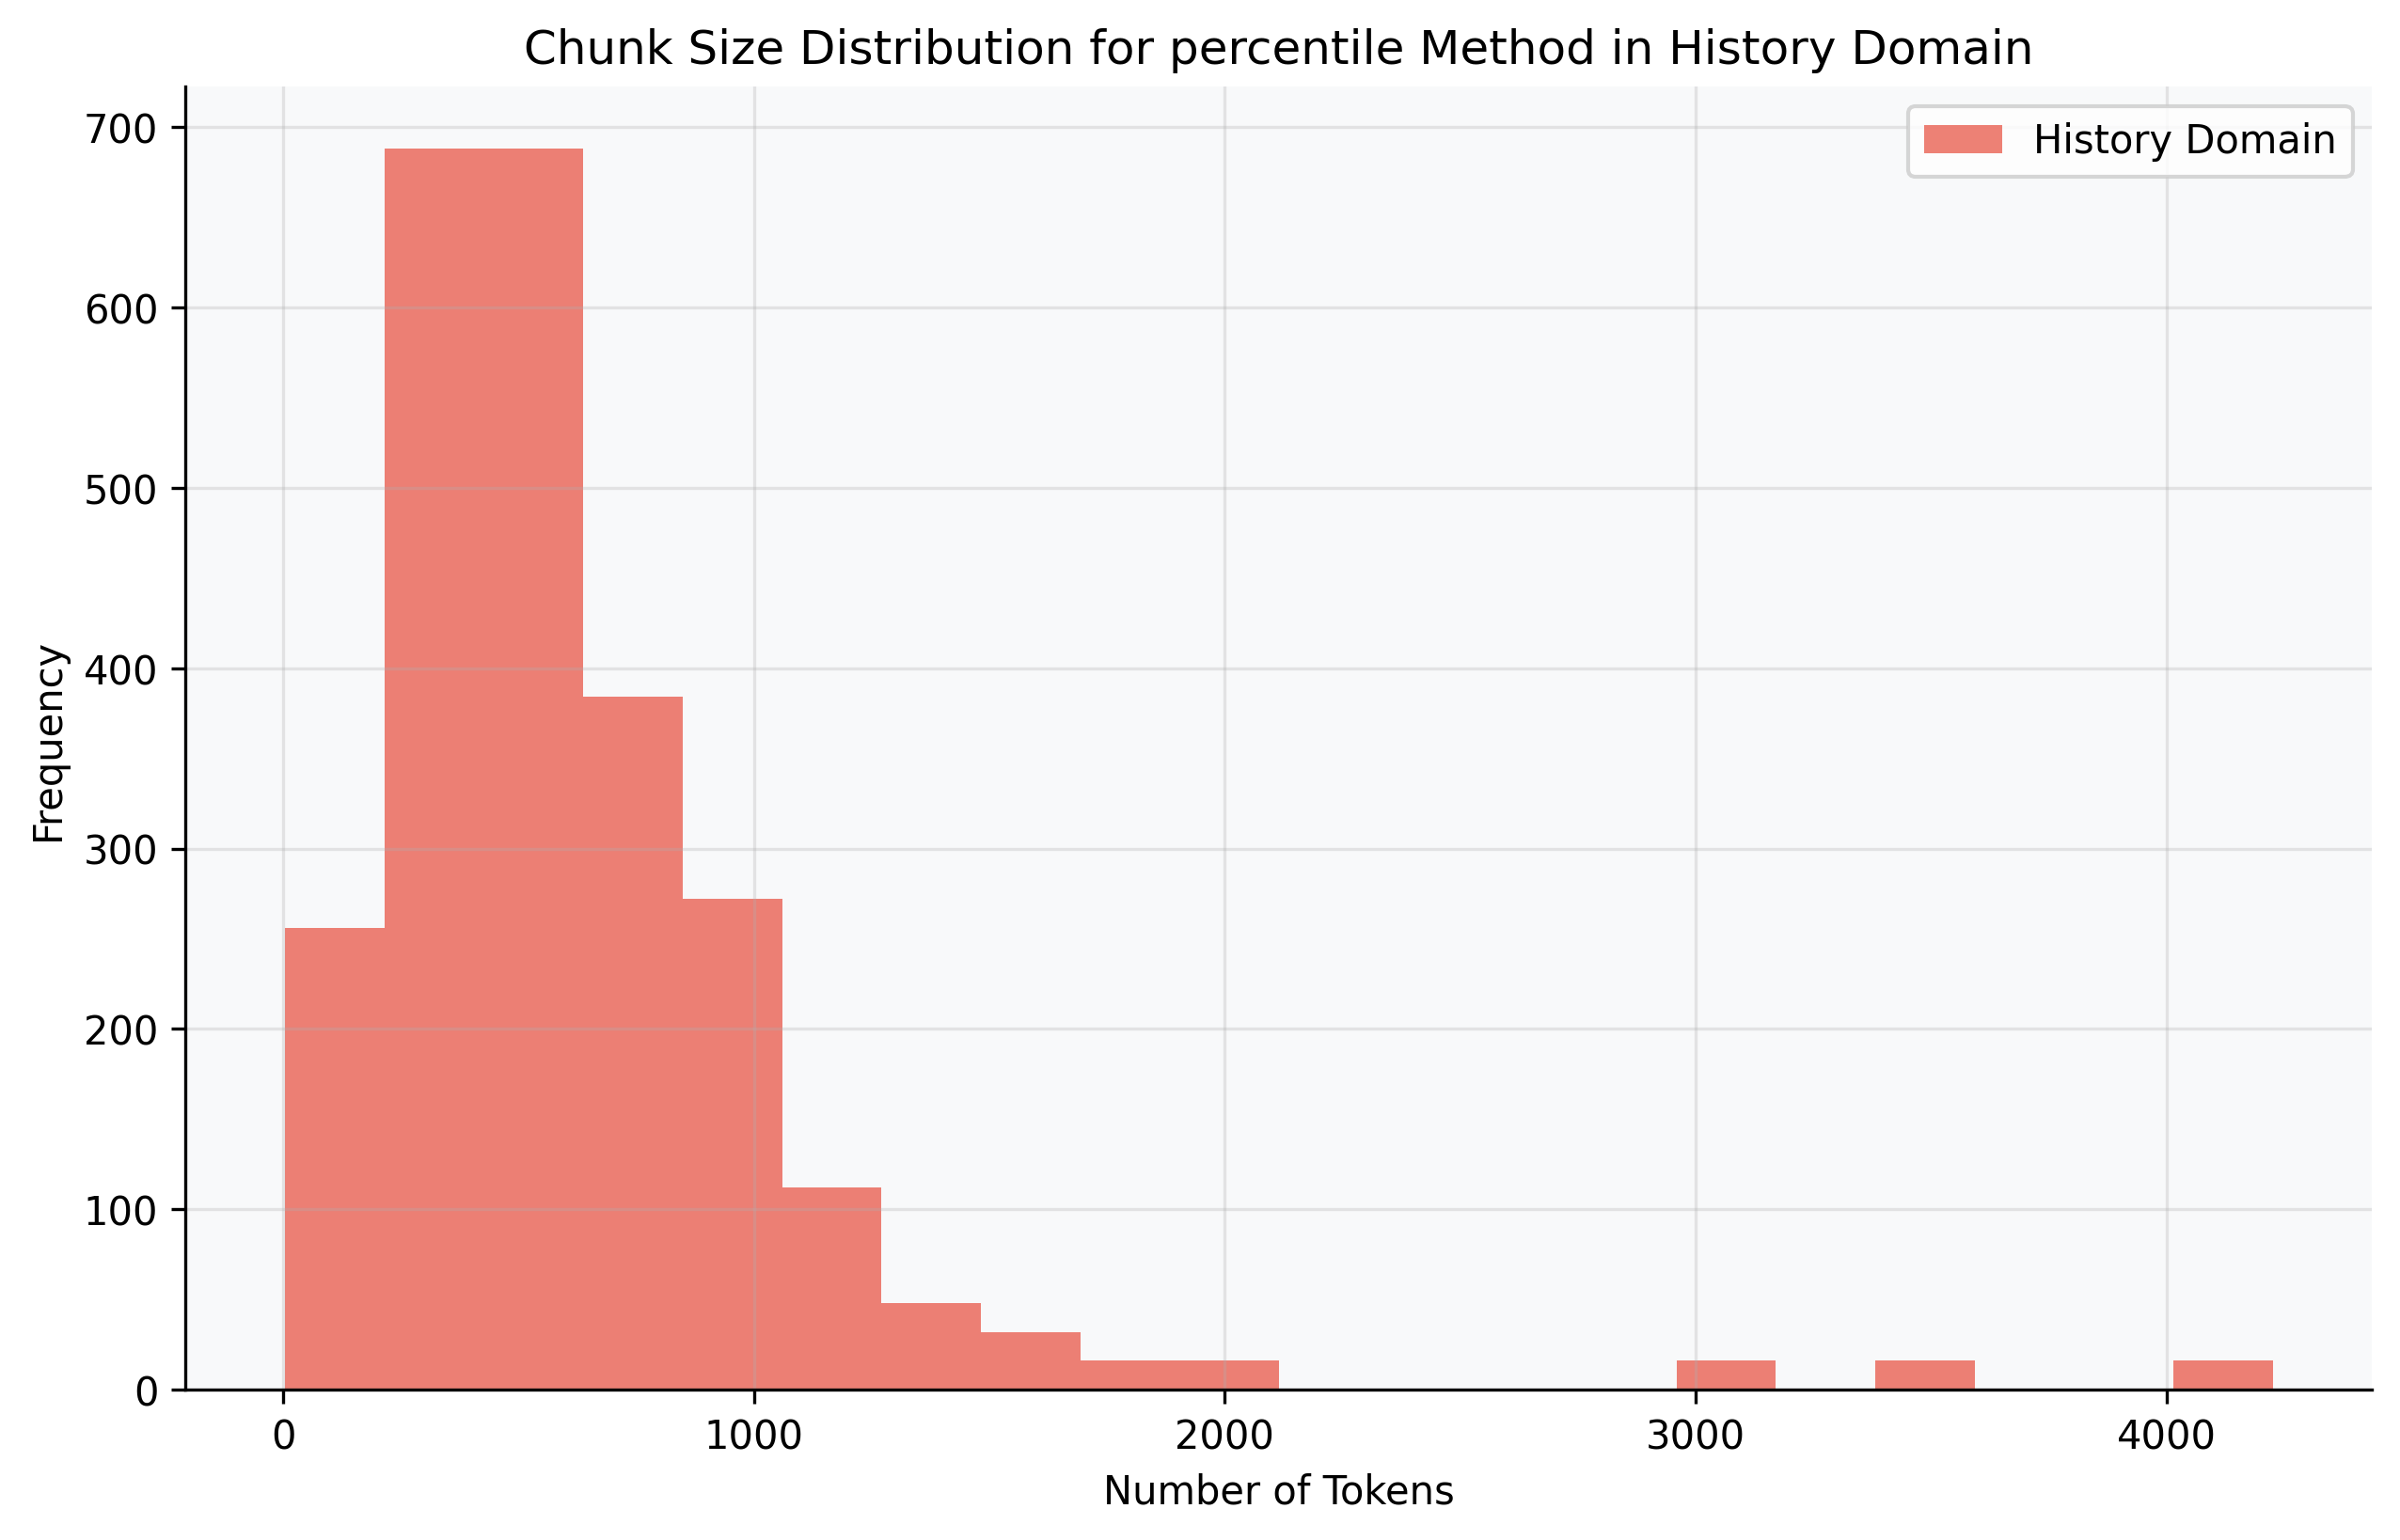 Chunk Size Distribution for percentile Method in History Domain
History Domain
700
600
500
400
300
200
100
0
Frequency
0 1000 2000 3000 4000
Number of Tokens